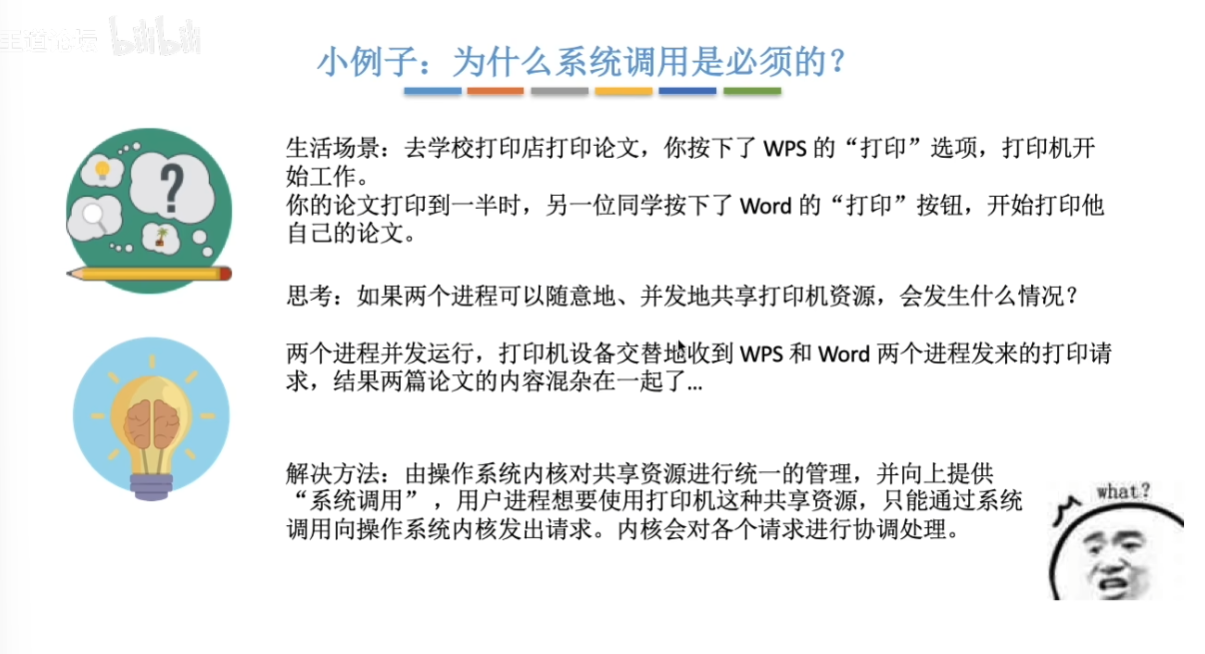 bilibili
小例子：为什么系统调用是必须的？
生活场景：去学校打印店打印论文，你按下了 WPS 的“打印”选项，打印机开
始工作。
你的论文打印到一半时，另一位同学按下了 Word 的“打印”按钮，开始打印他
自己的论文。
思考：如果两个进程可以随意地、并发地共享打印机资源，会发生什么情况？
两个进程并发运行，打印机设备交替地收到 WPS 和 Word 两个进程发来的打印请
求，结果两篇论文的内容混杂在一起了...
解决方法：由操作系统内核对共享资源进行统一的管理，并向上提供
“系统调用”，用户进程想要使用打印机这种共享资源，只能通过系统
调用向操作系统内核发出请求。内核会对各个请求进行协调处理。
what?